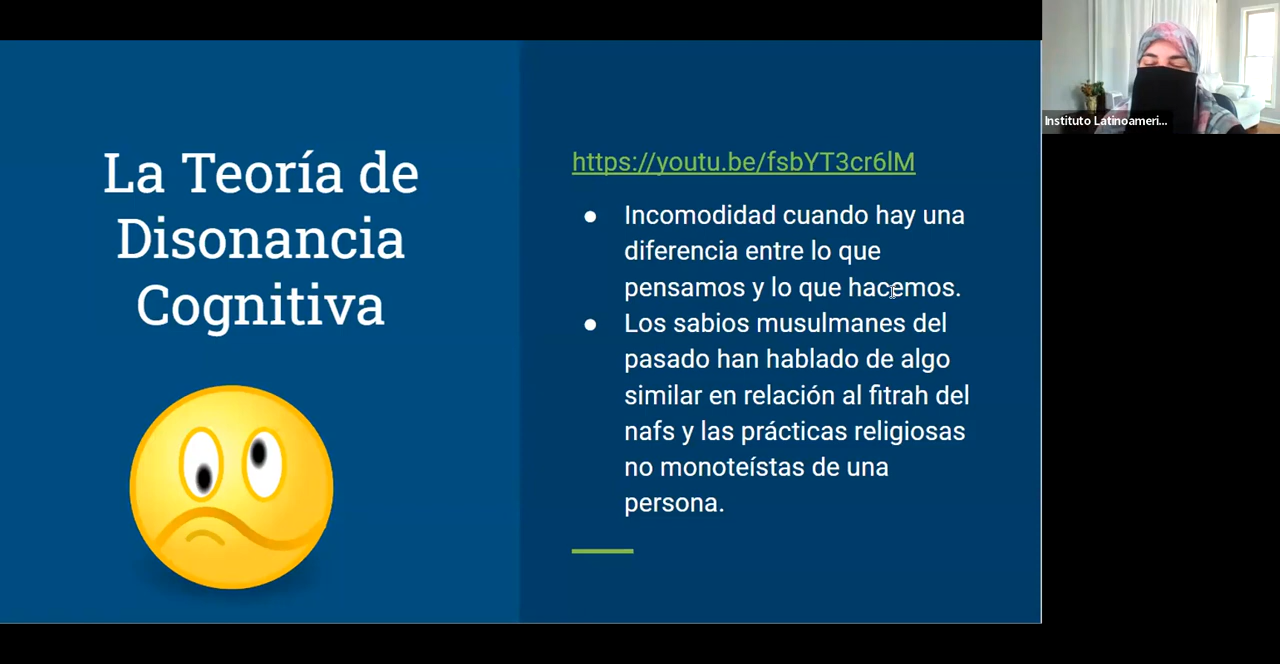 La Teoría de
Disonancia
Cognitiva
https://youtu.be/fsbYT3cr6lM
● Incomodidad cuando hay una
diferencia entre lo que
pensamos y lo que hacemos.
● Los sabios musulmanes del
pasado han hablado de algo
similar en relación al fitrah del
nafs y las prácticas religiosas
no monoteístas de una
persona.
Instituto Latinoameri...